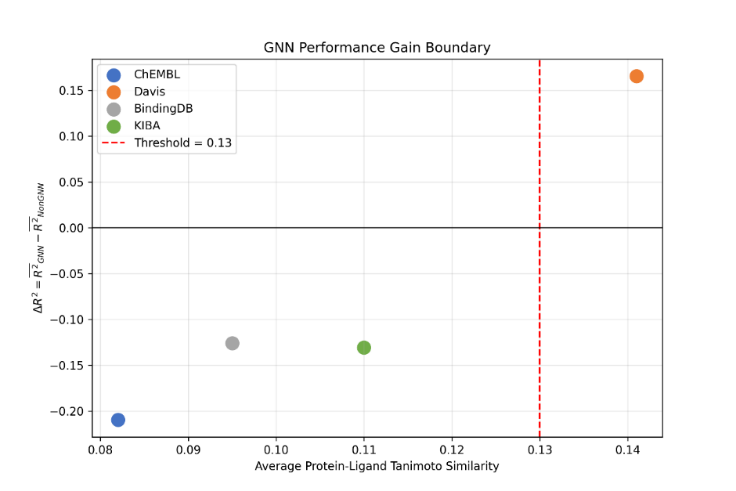 GNN Performance Gain Boundary
ChEMBL
Davis
BindingDB
KIBA
Threshold = 0.13
0.15
0.10
0.05
0.00
−0.05
−0.10
−0.15
−0.20
ΔR² = R²GNN − R²NonGNN
0.08 0.09 0.10 0.11 0.12 0.13 0.14
Average Protein-Ligand Tanimoto Similarity